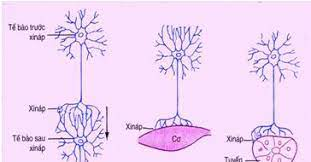 Tế bào trước
xináp
Xináp
Tế bào sau
xináp
Xináp
Cơ
Xináp
Tuyến